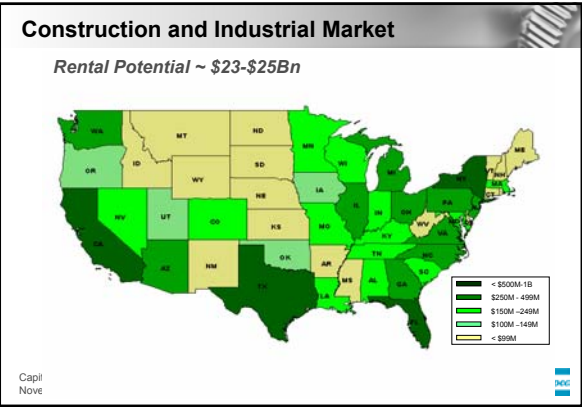 Construction and Industrial Market
Rental Potential ~ $23-$25Bn
WA
MT
ND
MN
ME
OR
ID
SD
WI
MI
NY
VT
NH
MA
CT
WY
IA
PA
NV
UT
NE
IL
IN
OH
CA
CO
KS
MO
KY
WV
VA
MD
AZ
NM
OK
AR
TN
NC
SC
TX
LA
MS
AL
GA
FL
< $500M-1B
$250M - 499M
$150M –249M
$100M –149M
< $99M
Capit
Nove